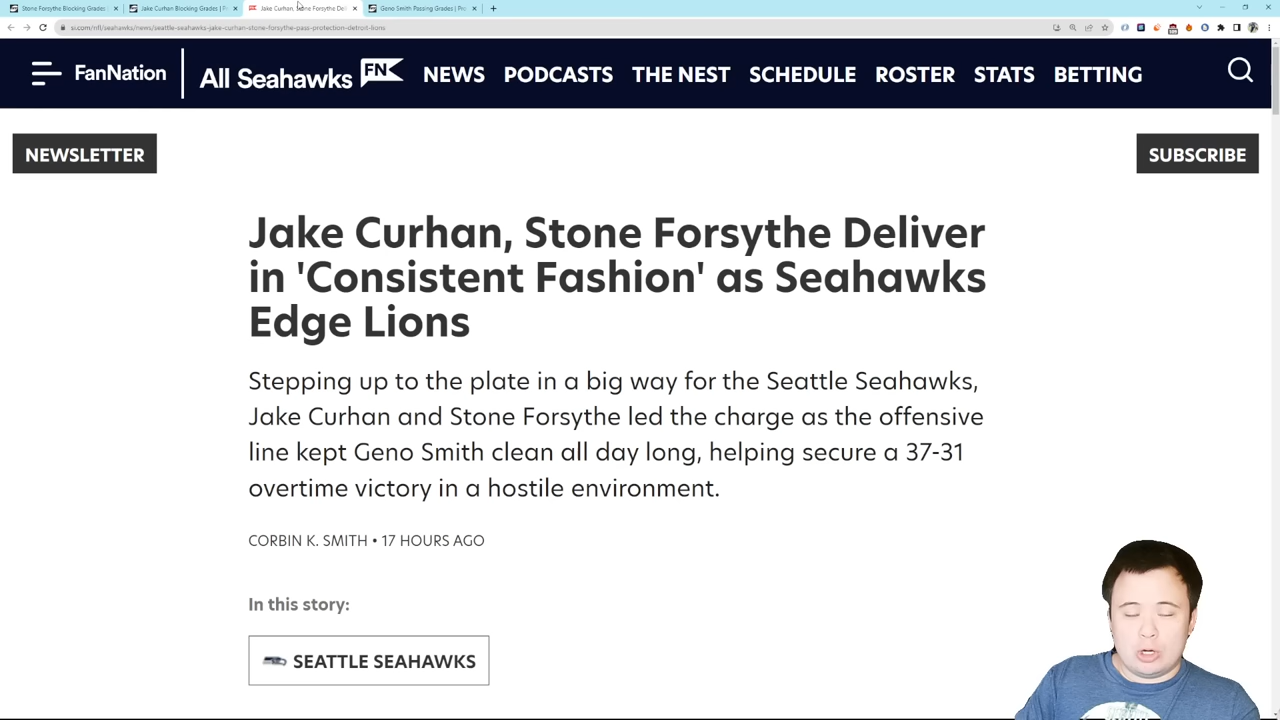 Stone Forsythe Blocking Grades
Jake Curhan Blocking Grades | P
Jake Curhan, Stone Forsythe Del
Geno Smith Passing Grades | Pro
si.com/nfl/seahawks/news/seattle-seahawks-jake-curhan-stone-forsythe-pass-protection-detroit-lions
FanNation
All Seahawks FN
NEWS PODCASTS THE NEST SCHEDULE ROSTER STATS BETTING
NEWSLETTER
SUBSCRIBE
Jake Curhan, Stone Forsythe Deliver
in 'Consistent Fashion' as Seahawks
Edge Lions
Stepping up to the plate in a big way for the Seattle Seahawks,
Jake Curhan and Stone Forsythe led the charge as the offensive
line kept Geno Smith clean all day long, helping secure a 37-31
overtime victory in a hostile environment.
CORBIN K. SMITH • 17 HOURS AGO
In this story:
SEATTLE SEAHAWKS